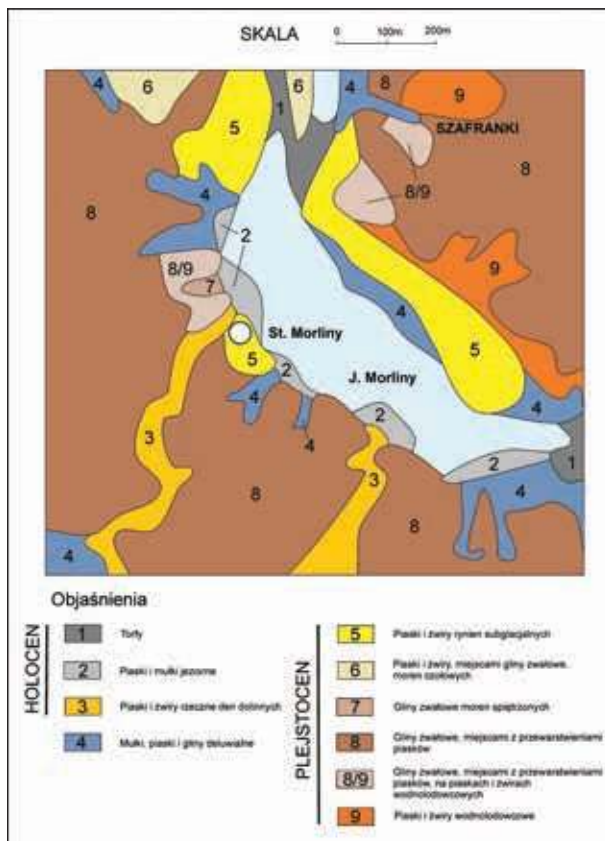 SKALA
0 100m 200m
4
6
5
1
6
4
8
9
SZAFRANKI
8/9
8
8
4
2
8/9
7
9
4
St. Morliny
5
5
J. Morliny
2
4
4
4
2
2
1
3
3
8
8
4
4
Objaśnienia
HOLOCEN
1 Torfy
2 Piaski i mułki jeziorne
3 Piaski i żwiry rzeczne den dolinnych
4 Mułki, piaski i gliny deluwialne
PLEJSTOCEN
5 Piaski i żwiry rynien subglacjalnych
6 Piaski i żwiry, miejscami gliny zwałowe,
moren czołowych
7 Gliny zwałowe moren spiętrzonych
8 Gliny zwałowe, miejscami z przewarstwieniami
piasków
8/9 Gliny zwałowe, miejscami z przewarstwieniami
piasków, na piaskach i żwirach
wodnolodowcowych
9 Piaski i żwiry wodnolodowcowe